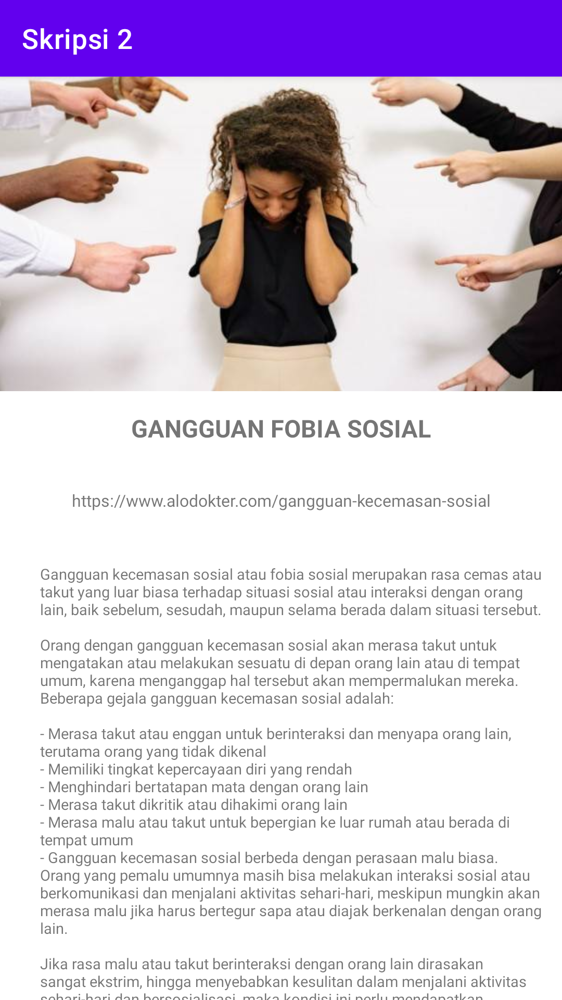 Skripsi 2
GANGGUAN FOBIA SOSIAL
https://www.alodokter.com/gangguan-kecemasan-sosial
Gangguan kecemasan sosial atau fobia sosial merupakan rasa cemas atau
takut yang luar biasa terhadap situasi sosial atau interaksi dengan orang
lain, baik sebelum, sesudah, maupun selama berada dalam situasi tersebut.
Orang dengan gangguan kecemasan sosial akan merasa takut untuk
mengatakan atau melakukan sesuatu di depan orang lain atau di tempat
umum, karena menganggap hal tersebut akan mempermalukan mereka.
Beberapa gejala gangguan kecemasan sosial adalah:
- Merasa takut atau enggan untuk berinteraksi dan menyapa orang lain,
terutama orang yang tidak dikenal
- Memiliki tingkat kepercayaan diri yang rendah
- Menghindari bertatapan mata dengan orang lain
- Merasa takut dikritik atau dihakimi orang lain
- Merasa malu atau takut untuk bepergian ke luar rumah atau berada di
tempat umum
- Gangguan kecemasan sosial berbeda dengan perasaan malu biasa.
Orang yang pemalu umumnya masih bisa melakukan interaksi sosial atau
berkomunikasi dan menjalani aktivitas sehari-hari, meskipun mungkin akan
merasa malu jika harus bertegur sapa atau diajak berkenalan dengan orang
lain.
Jika rasa malu atau takut berinteraksi dengan orang lain dirasakan
sangat ekstrim, hingga menyebabkan kesulitan dalam menjalani aktivitas
sehari-hari dan bersosialisasi, maka kondisi ini perlu mendapatkan